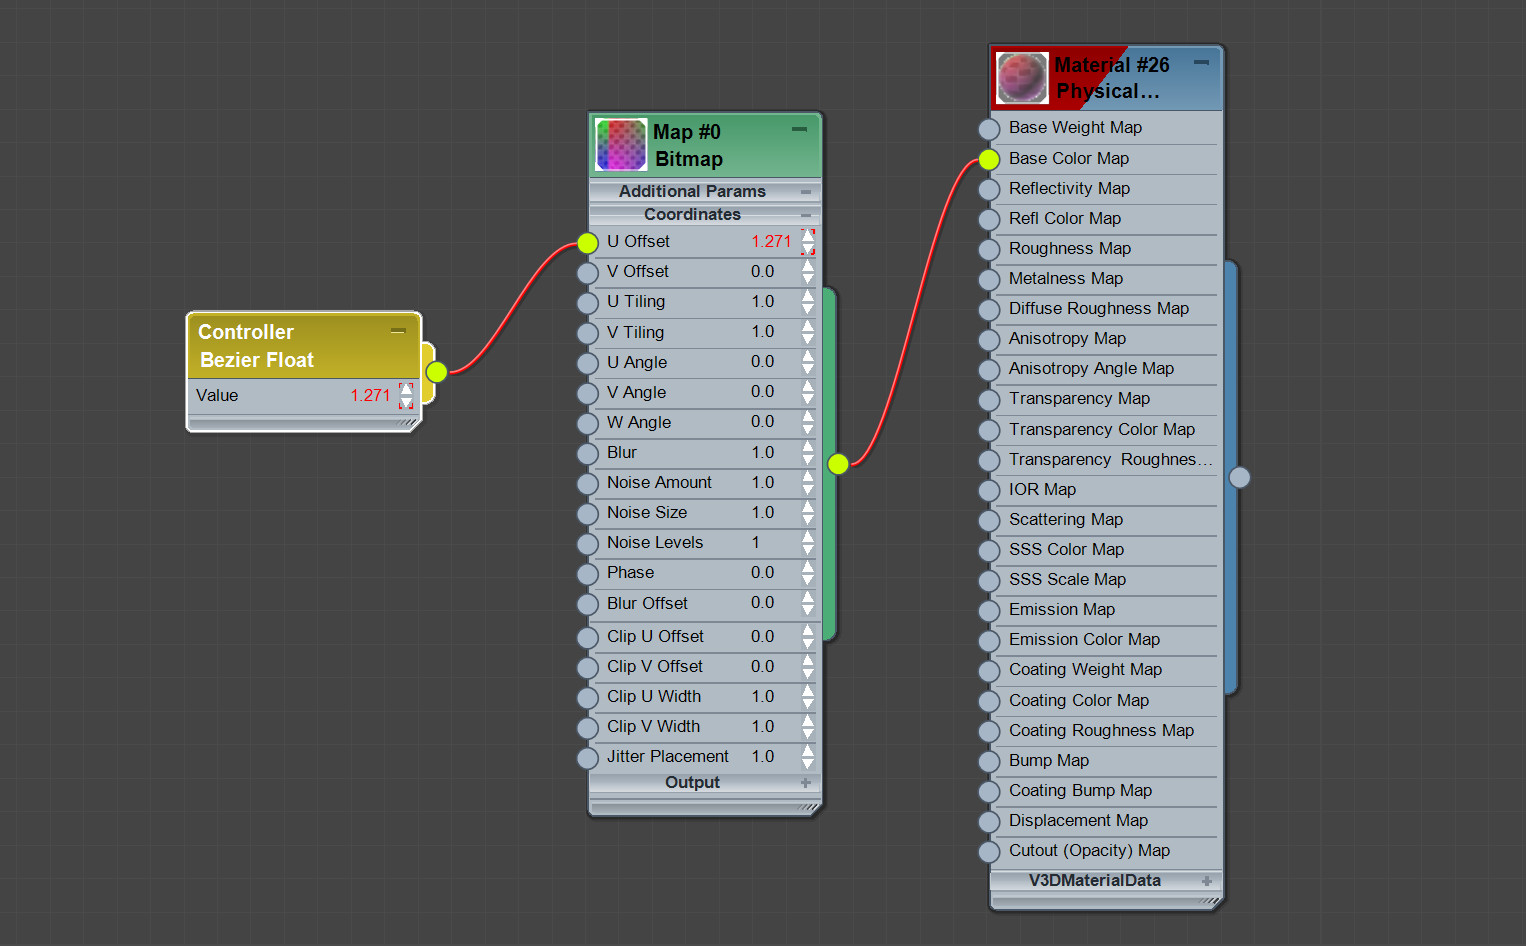 Controller
Bezier Float
Value 1.271
Map #0
Bitmap
Additional Params
Coordinates
U Offset 1.271
V Offset 0.0
U Tiling 1.0
V Tiling 1.0
U Angle 0.0
V Angle 0.0
W Angle 0.0
Blur 1.0
Noise Amount 1.0
Noise Size 1.0
Noise Levels 1
Phase 0.0
Blur Offset 0.0
Clip U Offset 0.0
Clip V Offset 0.0
Clip U Width 1.0
Clip V Width 1.0
Jitter Placement 1.0
Output
Material #26
Physical...
Base Weight Map
Base Color Map
Reflectivity Map
Refl Color Map
Roughness Map
Metalness Map
Diffuse Roughness Map
Anisotropy Map
Anisotropy Angle Map
Transparency Map
Transparency Color Map
Transparency Roughnes...
IOR Map
Scattering Map
SSS Color Map
SSS Scale Map
Emission Map
Emission Color Map
Coating Weight Map
Coating Color Map
Coating Roughness Map
Bump Map
Coating Bump Map
Displacement Map
Cutout (Opacity) Map
V3DMaterialData